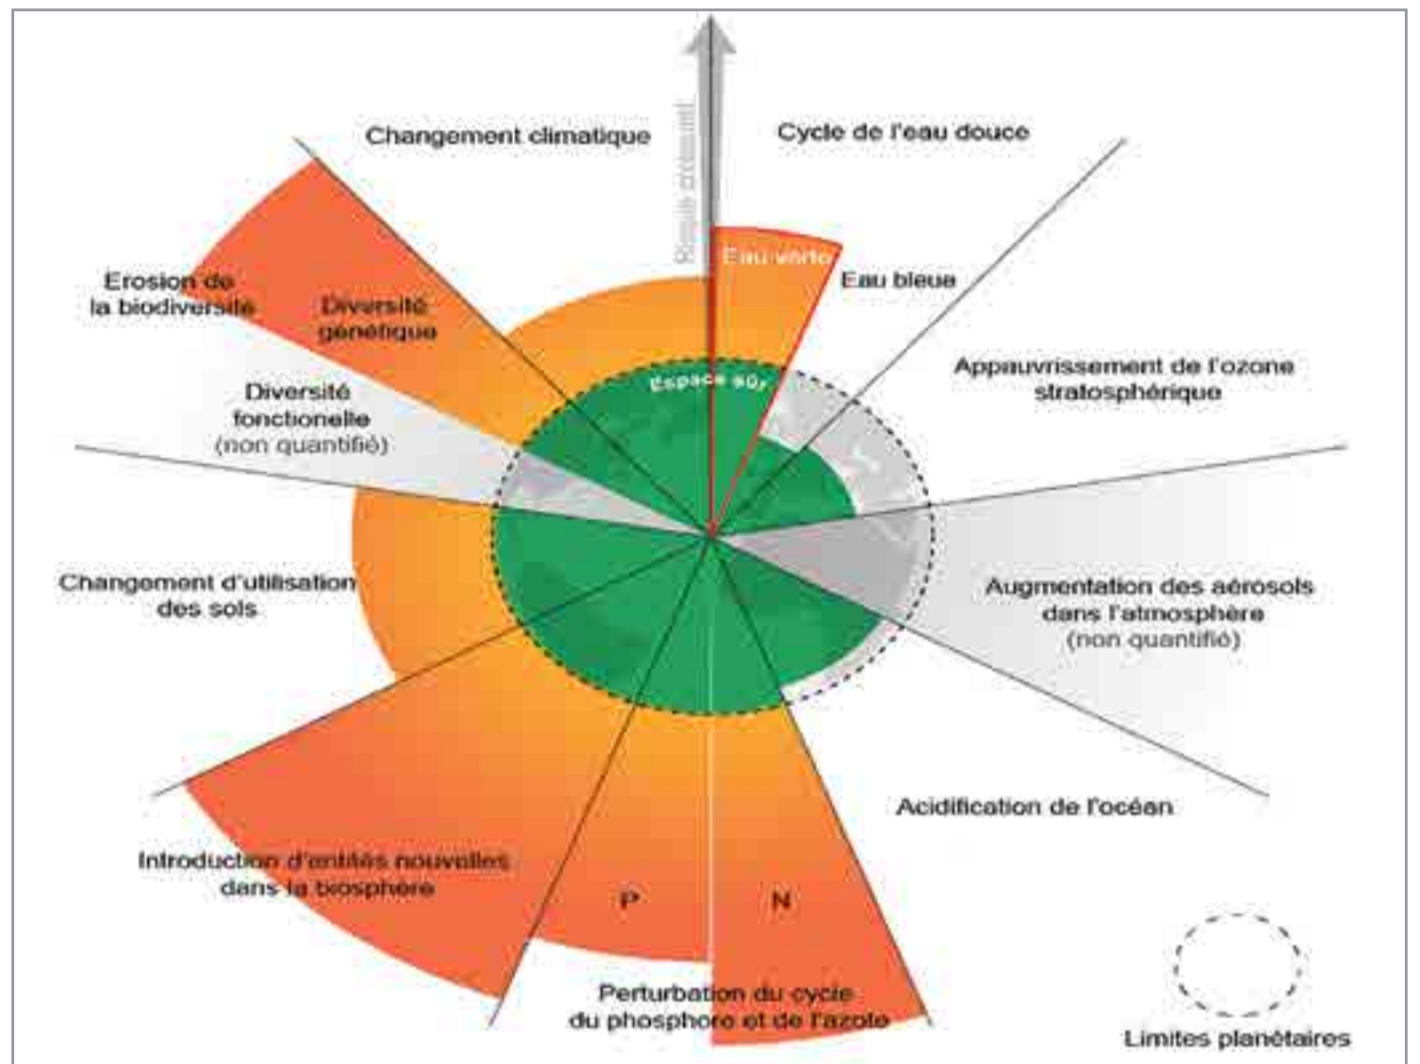 Changement climatique
Cycle de l'eau douce
Eau verte
Eau bleue
Erosion de
la biodiversité
Diversité
génétique
Espace sûr
Appauvrissement de l'ozone
stratosphérique
Diversité
fonctionelle
(non quantifié)
Changement d'utilisation
des sols
Augmentation des aérosols
dans l'atmosphère
(non quantifié)
Acidification de l'océan
Introduction d'entités nouvelles
dans la biosphère
P
N
Perturbation du cycle
du phosphore et de l'azote
Limites planétaires